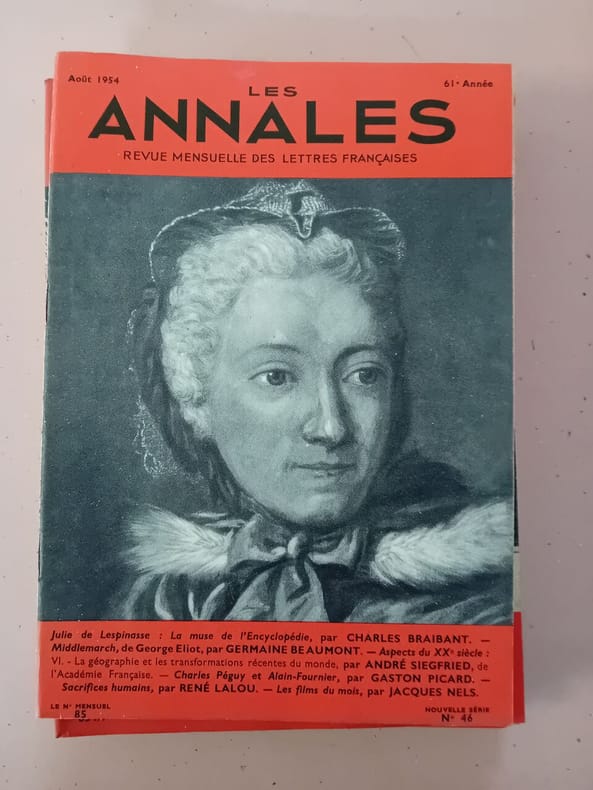 Août 1954 61e Année
LES
ANNALES
REVUE MENSUELLE DES LETTRES FRANÇAISES
Julie de Lespinasse : La muse de l'Encyclopédie, par CHARLES BRAIBANT. —
Middlemarch, de George Eliot, par GERMAINE BEAUMONT. — Aspects du XXe siècle :
VI. - La géographie et les transformations récentes du monde, par ANDRÉ SIEGFRIED, de
l'Académie Française. — Charles Péguy et Alain-Fournier, par GASTON PICARD. —
Sacrifices humains, par RENÉ LALOU. — Les films du mois, par JACQUES NELS.
LE No MENSUEL NOUVELLE SÉRIE
85 No 46